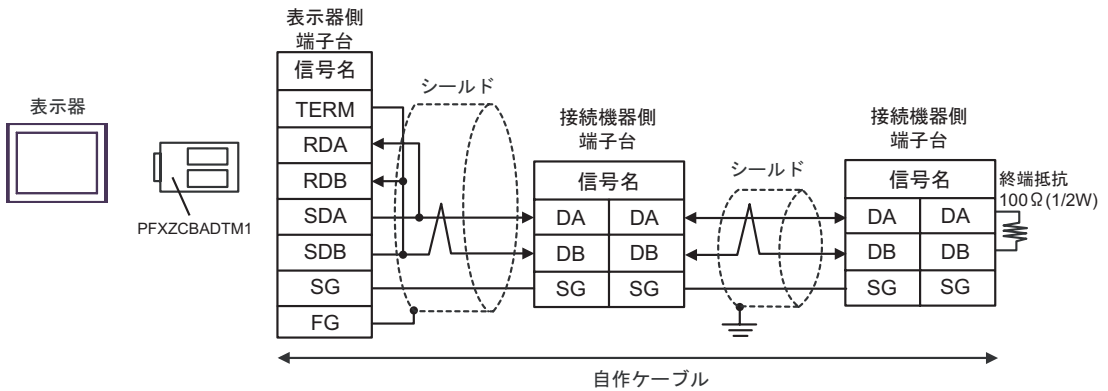 表示器
PFXZCBADTM1
表示器側
端子台
信号名
TERM
RDA
RDB
SDA
SDB
SG
FG
シールド
接続機器側
端子台
信号名
DA DA
DB DB
SG SG
シールド
接続機器側
端子台
信号名
DA DA
DB DB
SG SG
終端抵抗
100Ω(1/2W)
自作ケーブル